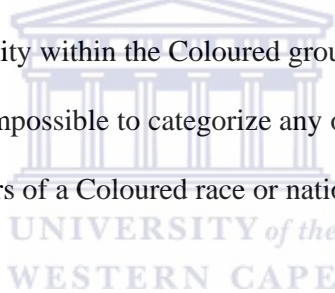 ity within the Coloured grou
mpossible to categorize any o
rs of a Coloured race or natio
UNIVERSITY of the
WESTERN CAPE